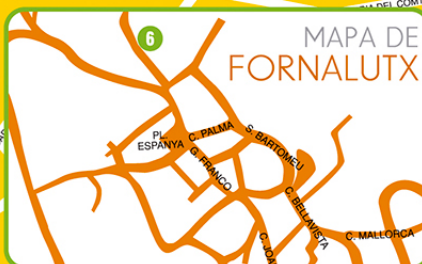 MAPA DE
FORNALUTX
6
PL.
ESPANYA
C. PALMA
S. BARTOMEU
G. FRANCO
C. BELLAVISTA
C. MALLORCA